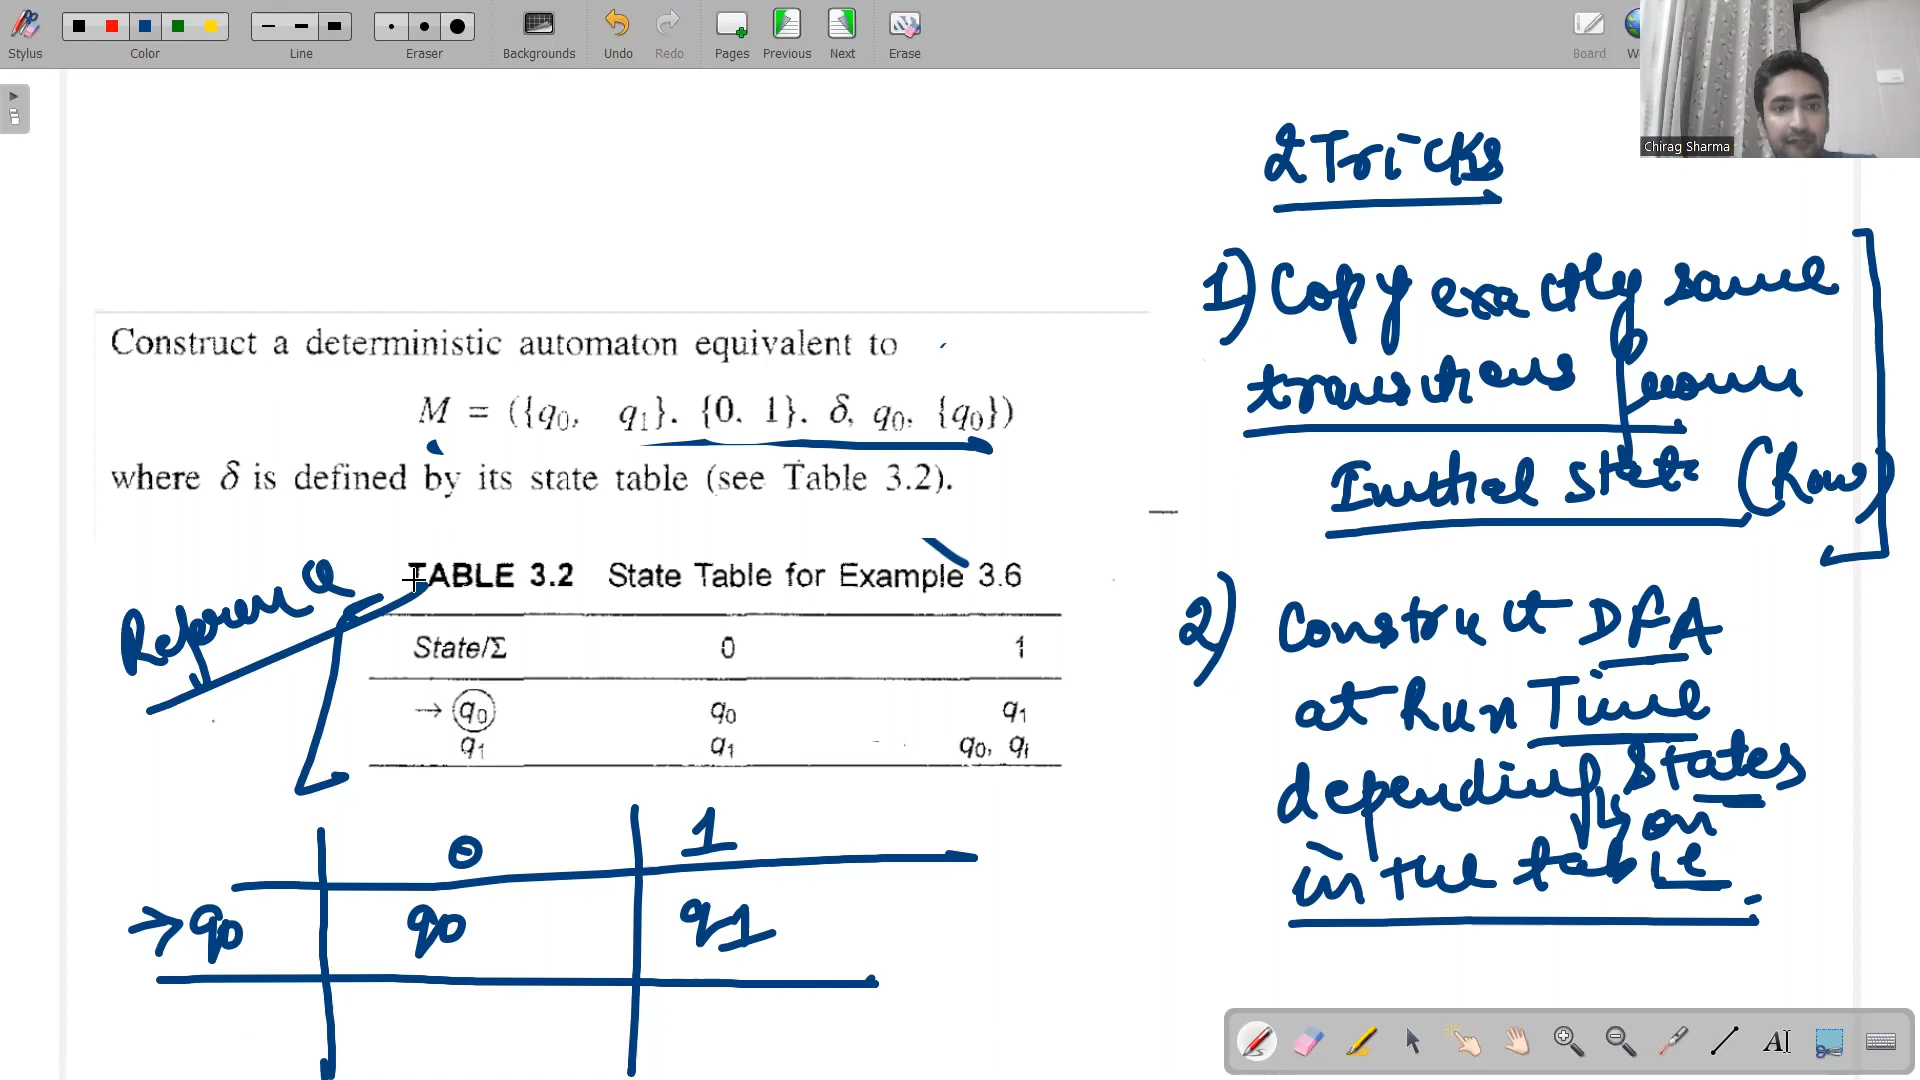 Stylus
Color
Line
Eraser
Backgrounds
Undo
Redo
Pages
Previous
Next
Erase
Board
Chirag Sharma
2 Tricks
1) Copy exactly same
transitions from
Initial state (Row)
2) Construct DFA
at Run Time
depending on States
in the table.
Construct a deterministic automaton equivalent to
M = ({q0, q1}. {0. 1}. δ, q0. {q0})
where δ is defined by its state table (see Table 3.2).
Reference
TABLE 3.2 State Table for Example 3.6
State/Σ 0 1
→ q0 q0 q1
q1 q1 q0, q1
0 1
→ q0 q0 q1